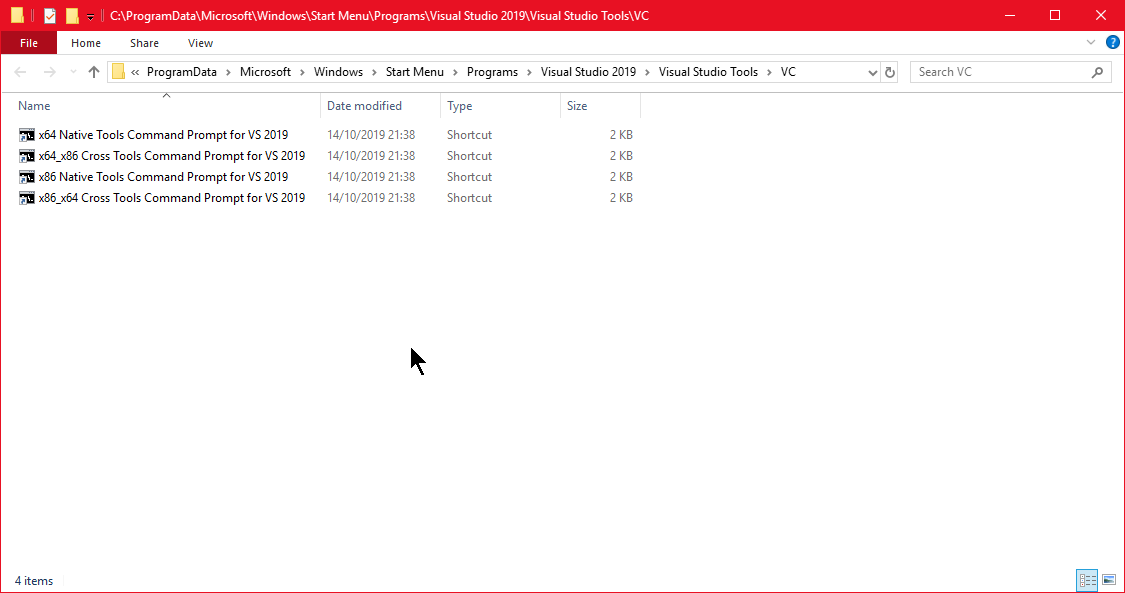 C:\ProgramData\Microsoft\Windows\Start Menu\Programs\Visual Studio 2019\Visual Studio Tools\VC
File Home Share View
« ProgramData > Microsoft > Windows > Start Menu > Programs > Visual Studio 2019 > Visual Studio Tools > VC Search VC
Name Date modified Type Size
x64 Native Tools Command Prompt for VS 2019 14/10/2019 21:38 Shortcut 2 KB
x64_x86 Cross Tools Command Prompt for VS 2019 14/10/2019 21:38 Shortcut 2 KB
x86 Native Tools Command Prompt for VS 2019 14/10/2019 21:38 Shortcut 2 KB
x86_x64 Cross Tools Command Prompt for VS 2019 14/10/2019 21:38 Shortcut 2 KB
4 items